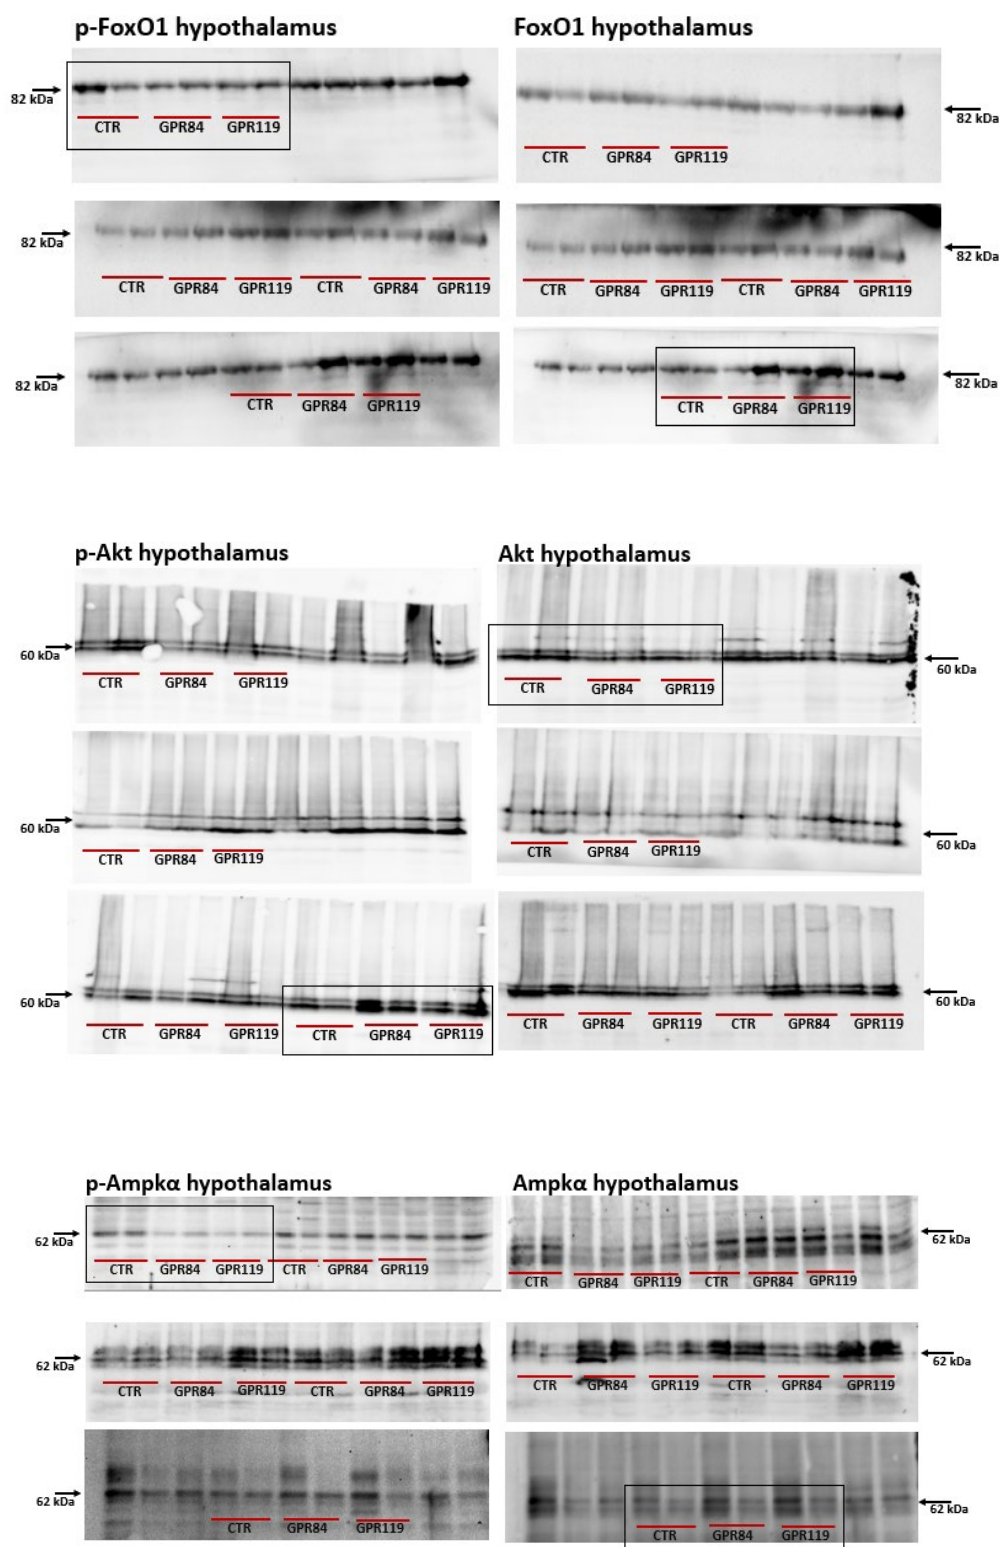 p-FoxO1 hypothalamus
FoxO1 hypothalamus
82 kDa
CTR GPR84 GPR119
CTR GPR84 GPR119
82 kDa
82 kDa
CTR GPR84 GPR119 CTR GPR84 GPR119
CTR GPR84 GPR119 CTR GPR84 GPR119
82 kDa
82 kDa
CTR GPR84 GPR119
CTR GPR84 GPR119
82 kDa
p-Akt hypothalamus
Akt hypothalamus
60 kDa
CTR GPR84 GPR119
CTR GPR84 GPR119
60 kDa
60 kDa
CTR GPR84 GPR119
CTR GPR84 GPR119
60 kDa
60 kDa
CTR GPR84 GPR119 CTR GPR84 GPR119
CTR GPR84 GPR119 CTR GPR84 GPR119
60 kDa
p-Ampkα hypothalamus
Ampkα hypothalamus
62 kDa
CTR GPR84 GPR119 CTR GPR84 GPR119
CTR GPR84 GPR119 CTR GPR84 GPR119
62 kDa
62 kDa
CTR GPR84 GPR119 CTR GPR84 GPR119
CTR GPR84 GPR119 CTR GPR84 GPR119
62 kDa
62 kDa
CTR GPR84 GPR119
CTR GPR84 GPR119
62 kDa